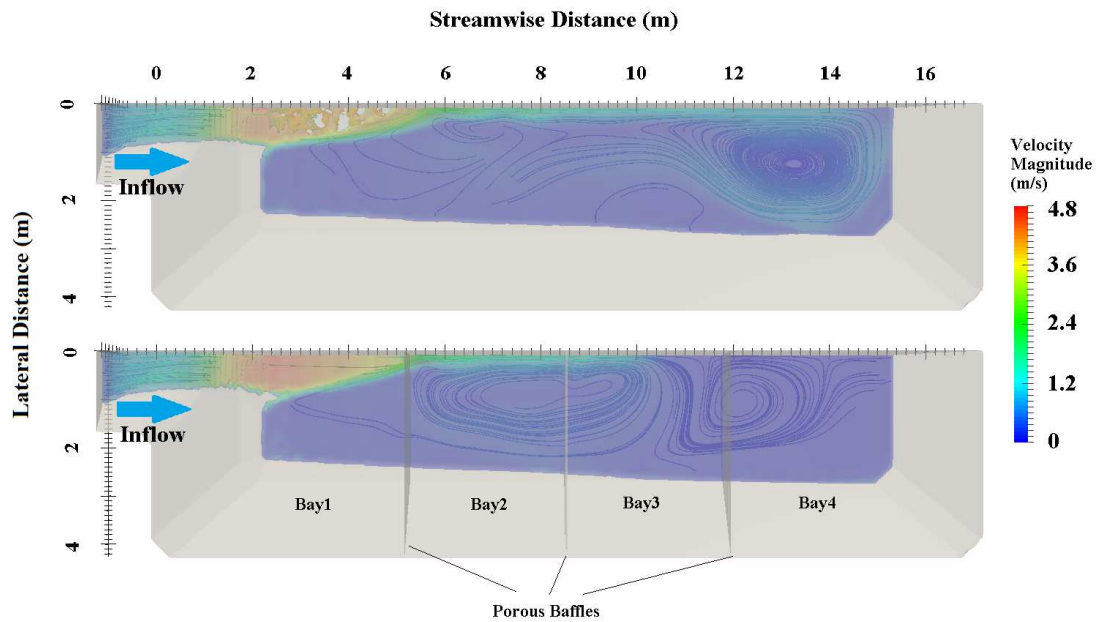 Streamwise Distance (m)
0 2 4 6 8 10 12 14 16
0
2
4
Inflow
Lateral Distance (m)
Velocity
Magnitude
(m/s)
4.8
3.6
2.4
1.2
0
0
2
4
Inflow
Bay1 Bay2 Bay3 Bay4
Porous Baffles